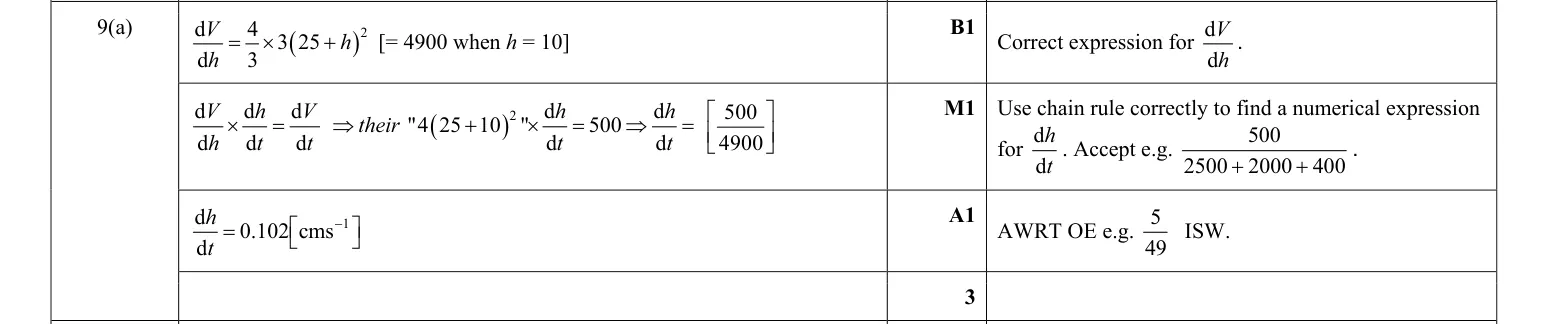 9(a)
dV/dh = 4/3 × 3(25 + h)² [= 4900 when h = 10]
B1
Correct expression for dV/dh .
dV/dh × dh/dt = dV/dt ⇒ their "4(25 + 10)²"× dh/dt = 500 ⇒ dh/dt = [500/4900]
M1
Use chain rule correctly to find a numerical expression
for dh/dt . Accept e.g. 500/(2500 + 2000 + 400) .
dh/dt = 0.102[cms⁻¹]
A1
AWRT OE e.g. 5/49 ISW.
3